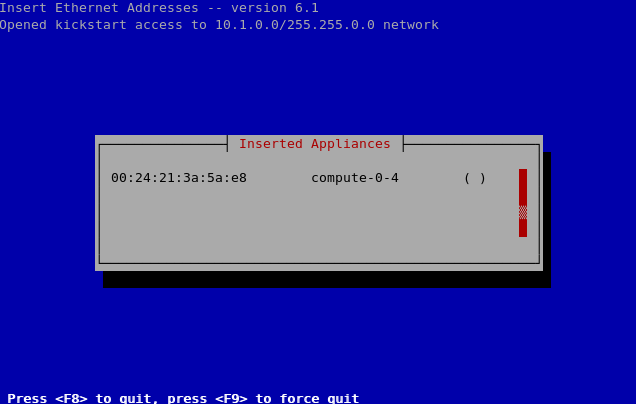 Insert Ethernet Addresses -- version 6.1
Opened kickstart access to 10.1.0.0/255.255.0.0 network
Inserted Appliances
00:24:21:3a:5a:e8 compute-0-4 ( )
Press <F8> to quit, press <F9> to force quit